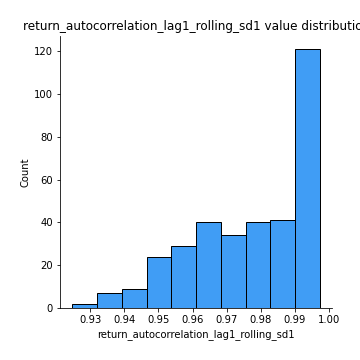 return_autocorrelation_lag1_rolling_sd1 value distributio
120
100
80
60
40
20
0
Count
0.93 0.94 0.95 0.96 0.97 0.98 0.99 1.00
return_autocorrelation_lag1_rolling_sd1